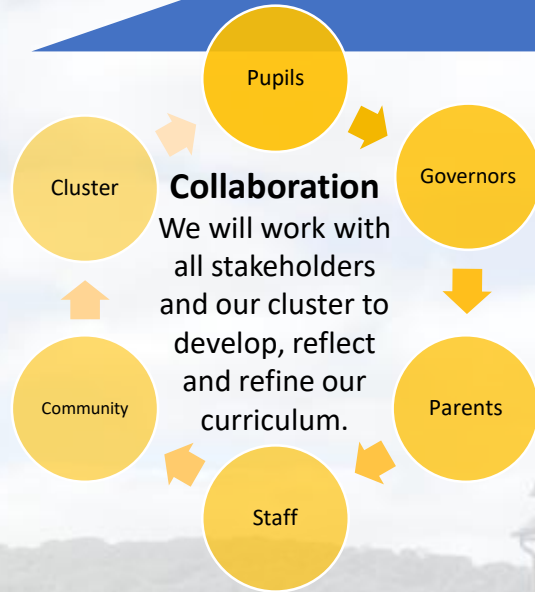 Pupils
Governors
Parents
Staff
Community
Cluster
Collaboration
We will work with
all stakeholders
and our cluster to
develop, reflect
and refine our
curriculum.